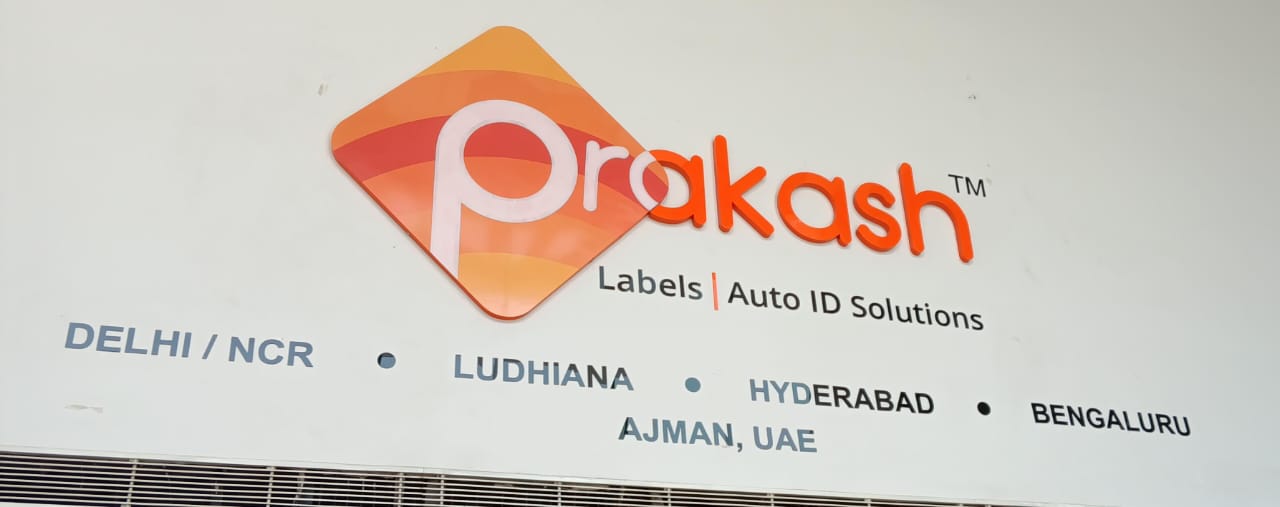 Prakash™
Labels | Auto ID Solutions
DELHI / NCR • LUDHIANA • HYDERABAD • BENGALURU
AJMAN, UAE